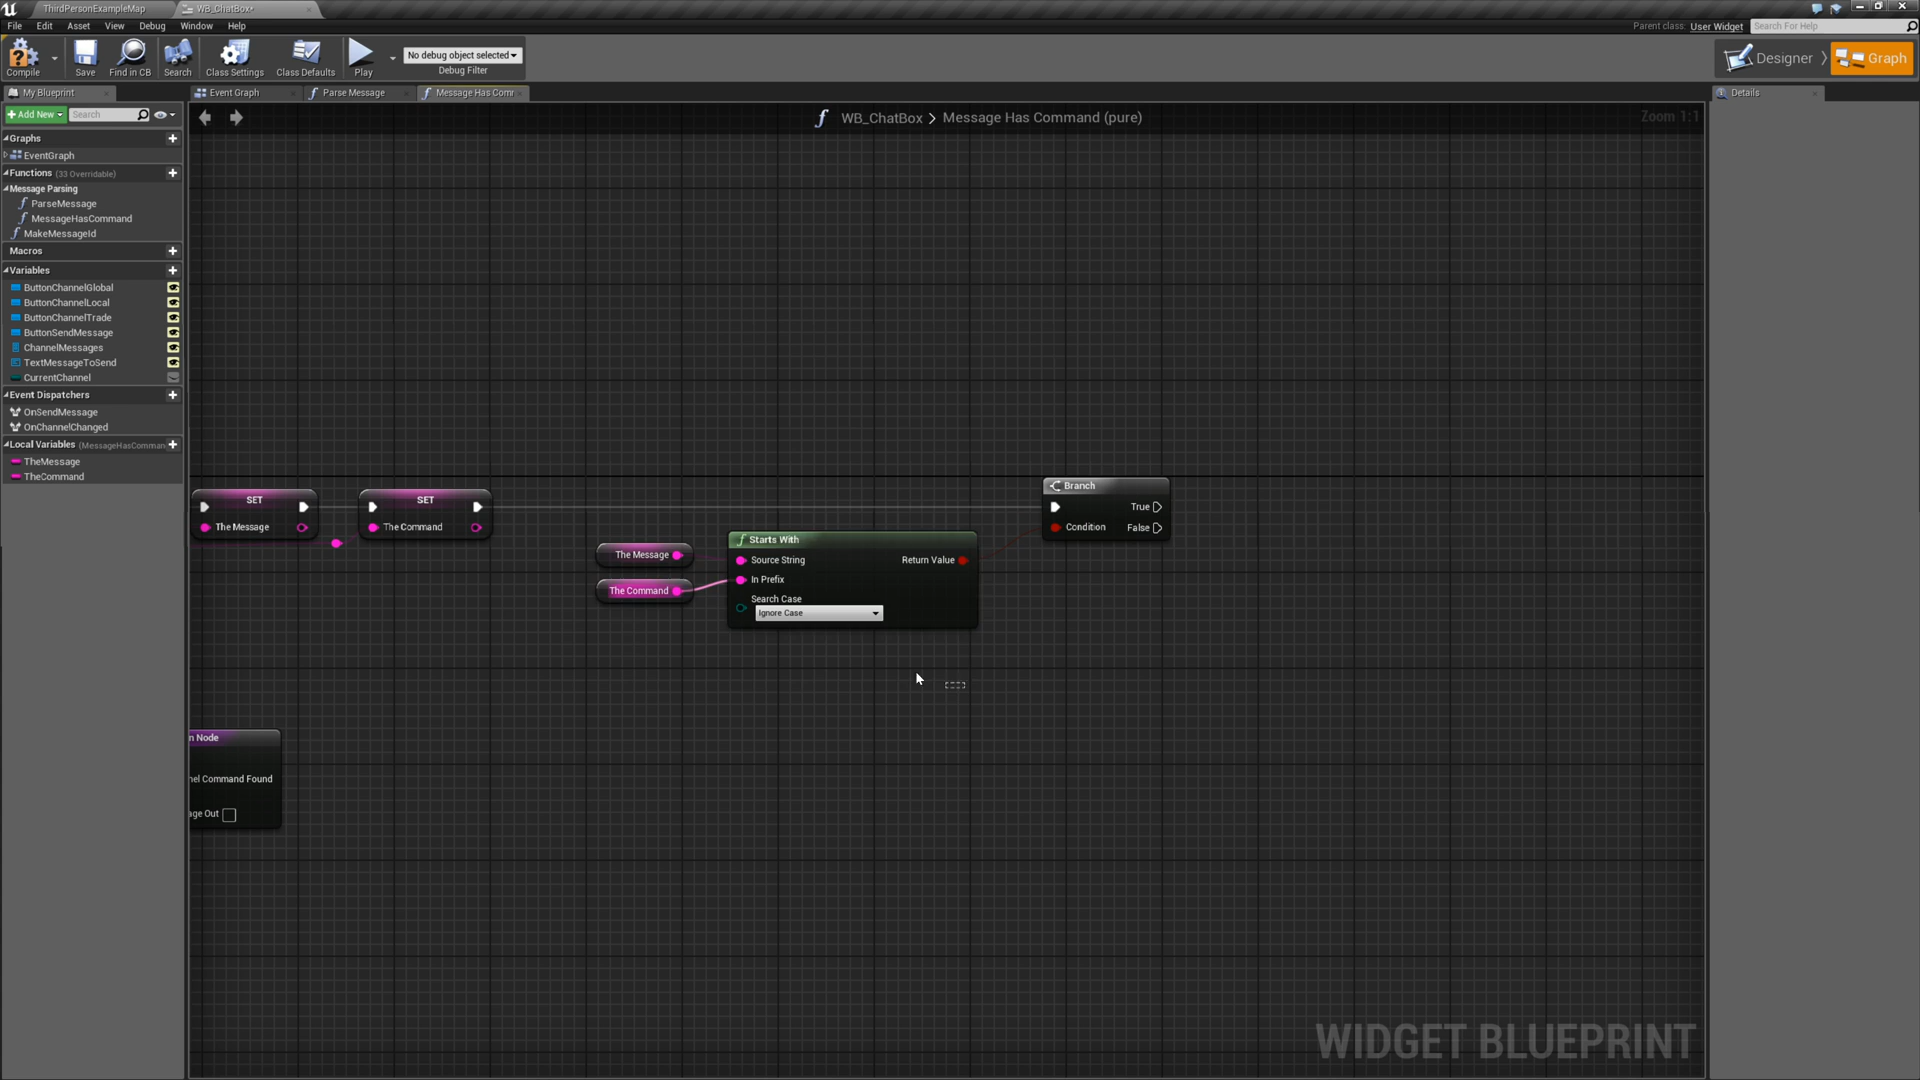 ThirdPersonExampleMap
WB_ChatBox*
File Edit Asset View Debug Window Help
Parent class: User Widget
Search For Help
Compile
Save
Find in CB
Search
Class Settings
Class Defaults
Play
No debug object selected
Debug Filter
Designer
Graph
My Blueprint
Event Graph
Parse Message
Message Has Comr
Details
Add New
Search
WB_ChatBox > Message Has Command (pure)
Zoom 1:1
Graphs
EventGraph
Functions (33 Overridable)
Message Parsing
ParseMessage
MessageHasCommand
MakeMessageId
Macros
Variables
ButtonChannelGlobal
ButtonChannelLocal
ButtonChannelTrade
ButtonSendMessage
ChannelMessages
TextMessageToSend
CurrentChannel
Event Dispatchers
OnSendMessage
OnChannelChanged
Local Variables (MessageHasComman
TheMessage
TheCommand
SET
The Message
SET
The Command
Branch
True
Condition
False
The Message
The Command
Starts With
Source String
Return Value
In Prefix
Search Case
Ignore Case
n Node
nel Command Found
age Out
WIDGET BLUEPRINT